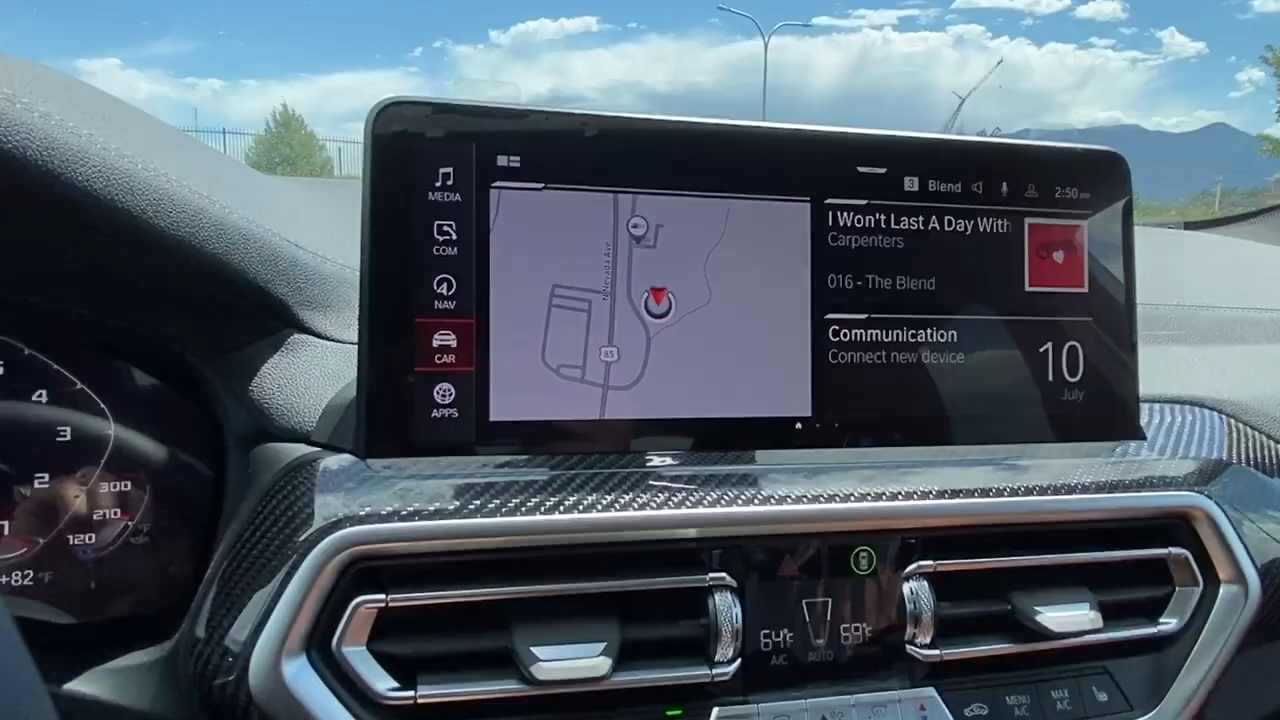 MEDIA
COM
NAV
CAR
APPS
N Nevada Ave
85
3 Blend 2:50 pm
I Won't Last A Day With
Carpenters
016 - The Blend
Communication
Connect new device
10
July
4
3
2
1
300
210
120
+82 °F
°F
64°F
A/C
AUTO
69°F
MENU
A/C
MAX
A/C